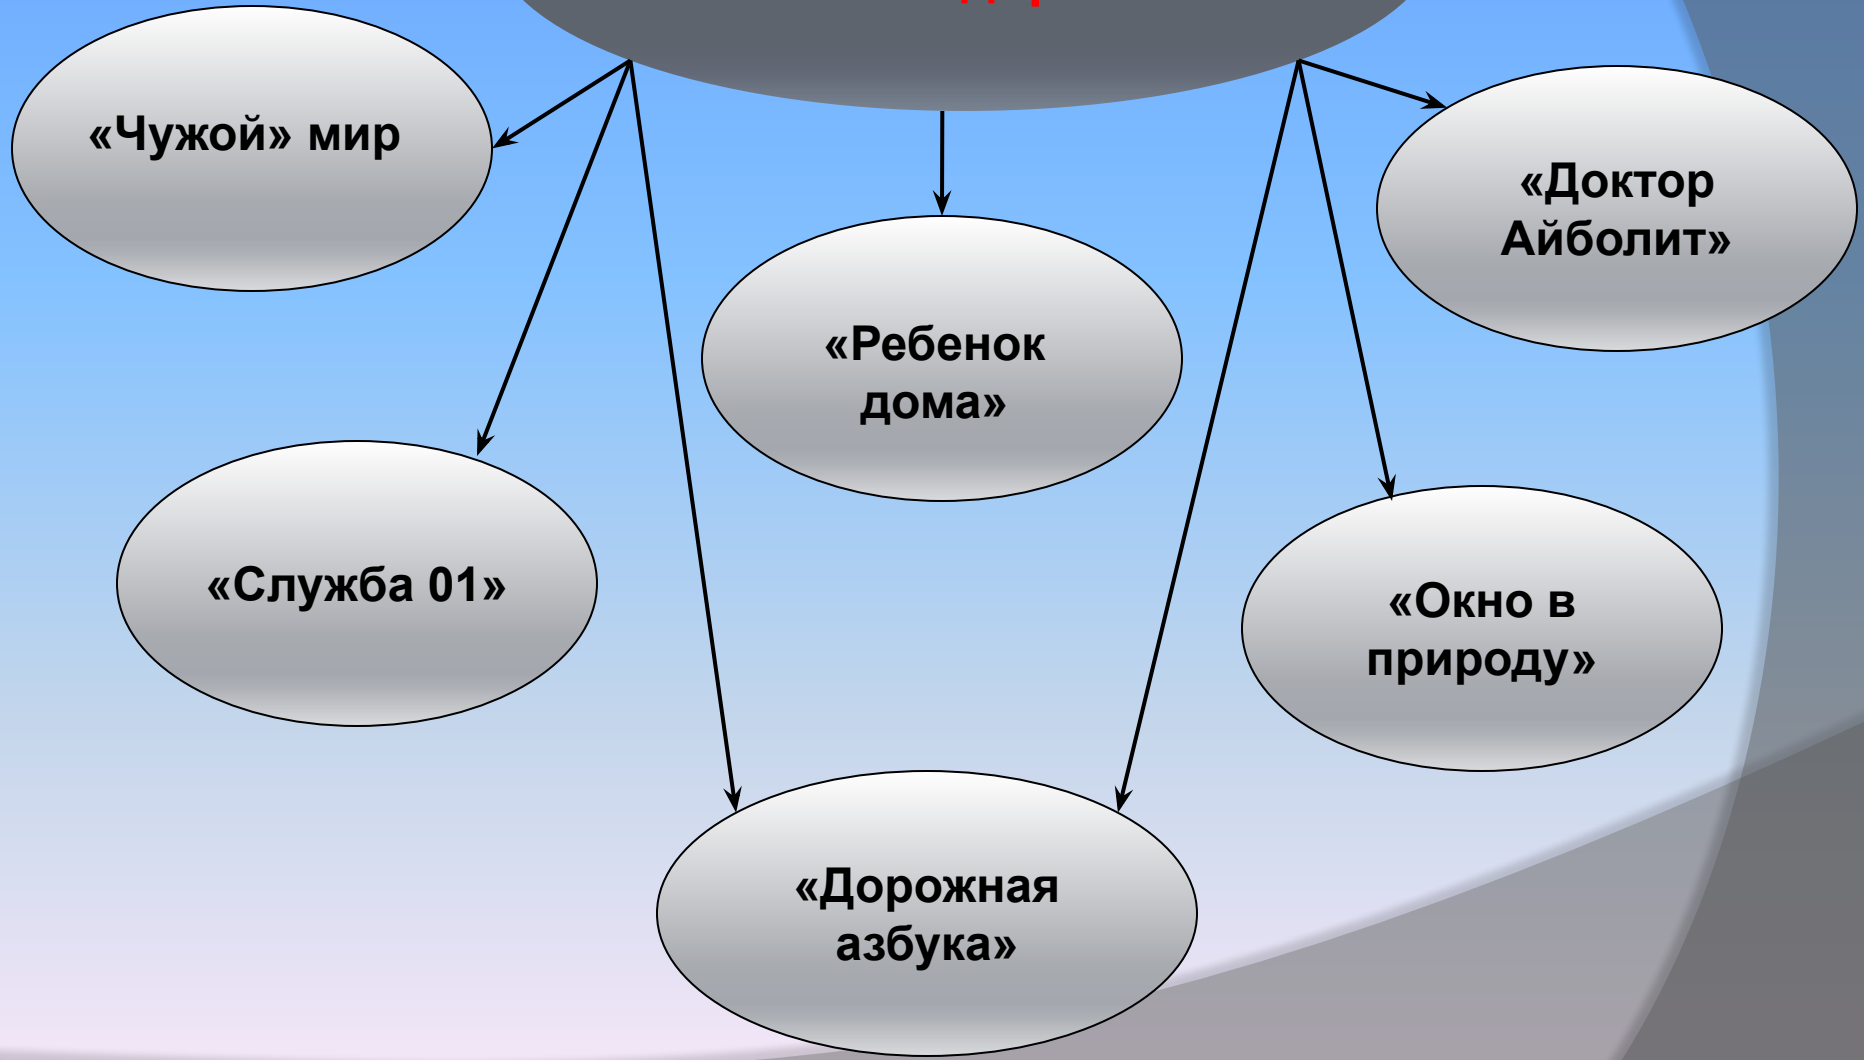 «Чужой» мир
«Доктор
Айболит»
«Ребенок
дома»
«Служба 01»
«Окно в
природу»
«Дорожная
азбука»